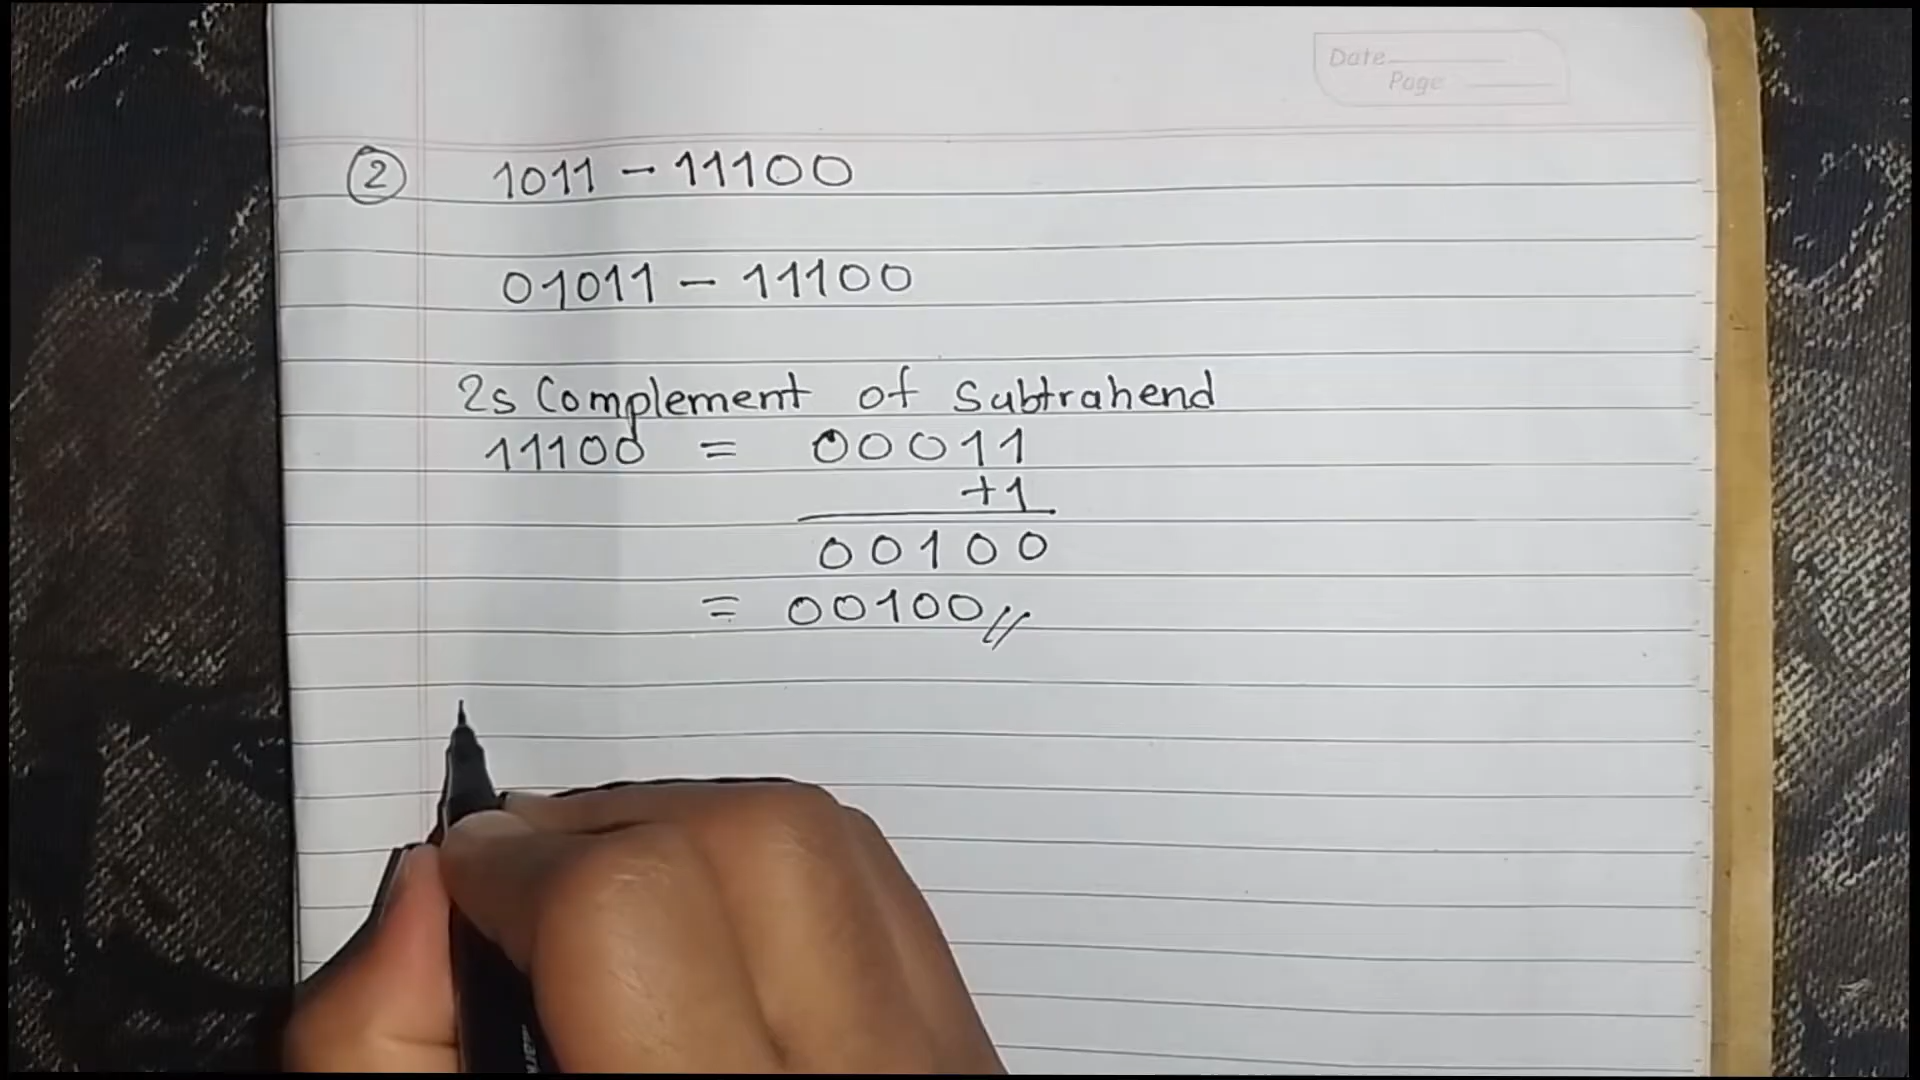 Date
Page
2 1011 - 11100
01011 - 11100
2s Complement of Subtrahend
11100 = 00011
+1
00100
= 00100//